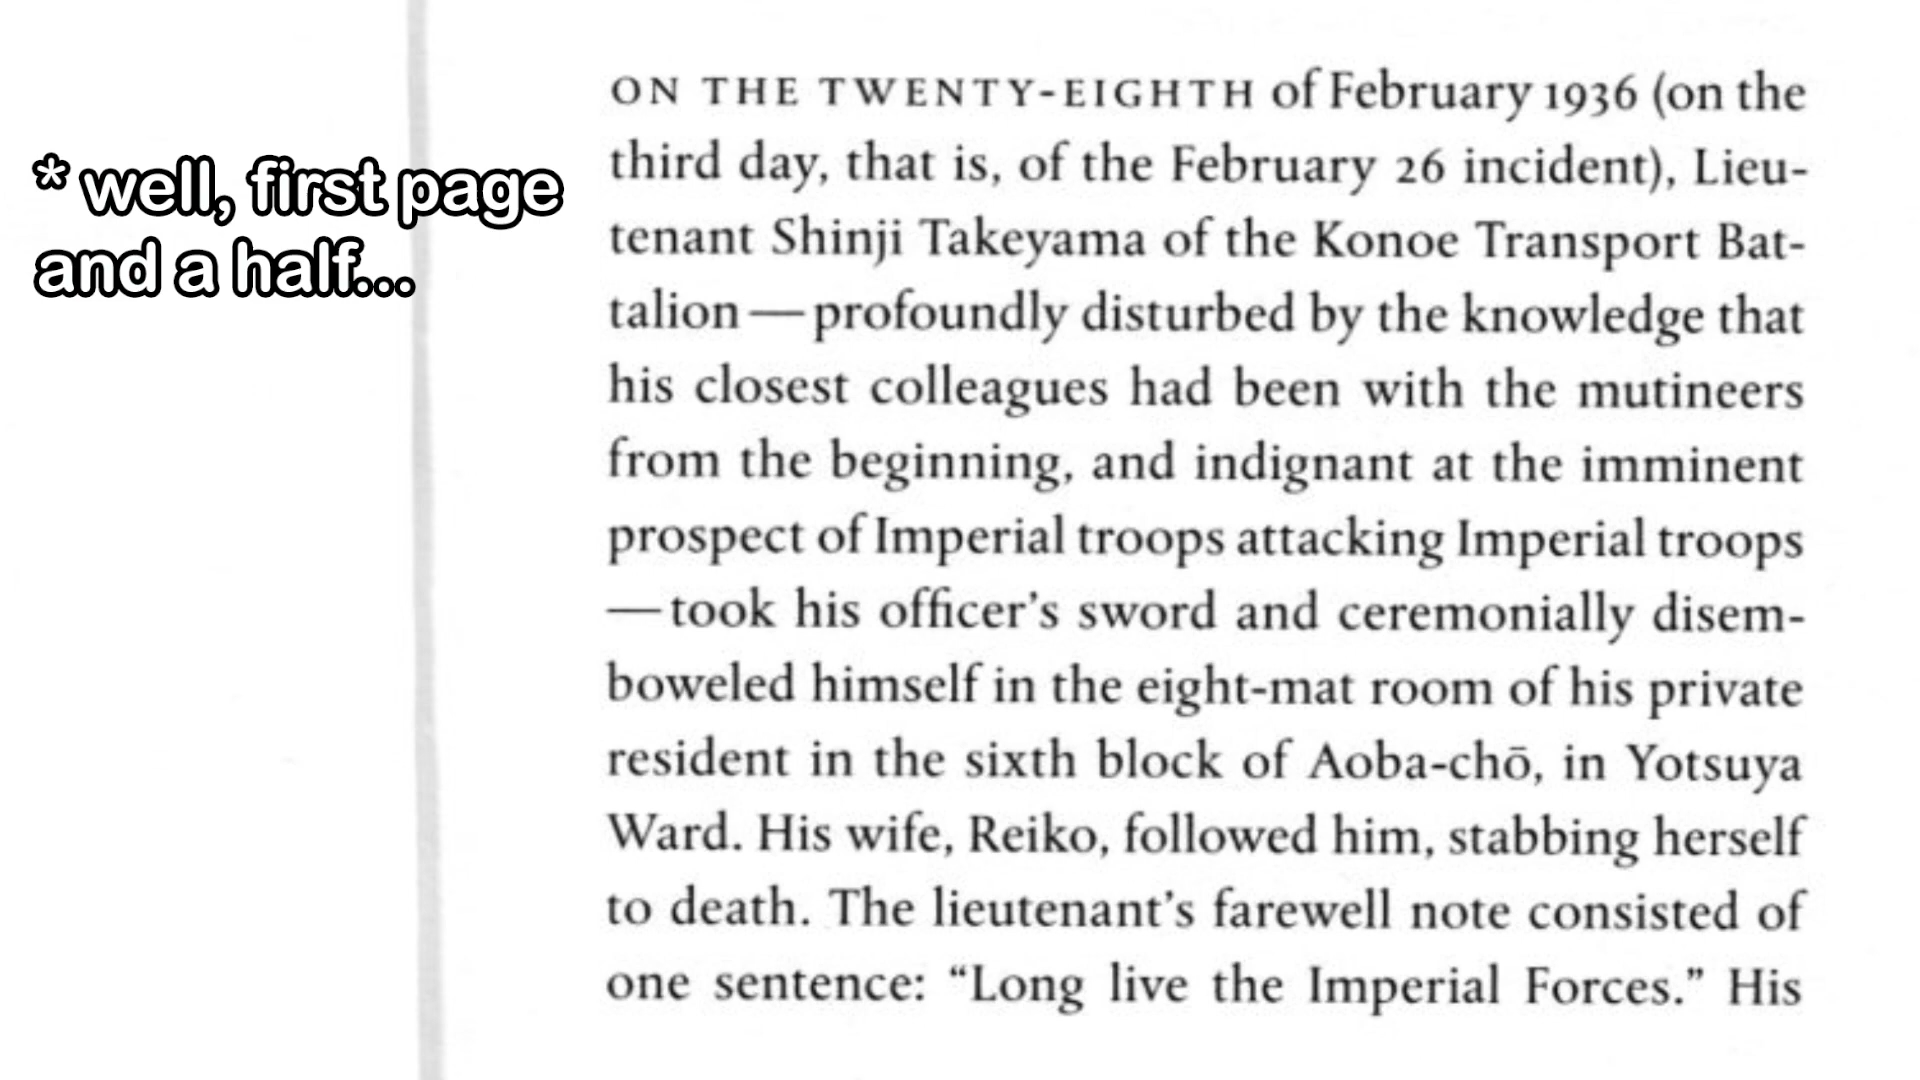 * well, first page
and a half...
ON THE TWENTY-EIGHTH of February 1936 (on the
third day, that is, of the February 26 incident), Lieu-
tenant Shinji Takeyama of the Konoe Transport Bat-
talion — profoundly disturbed by the knowledge that
his closest colleagues had been with the mutineers
from the beginning, and indignant at the imminent
prospect of Imperial troops attacking Imperial troops
— took his officer's sword and ceremonially disem-
boweled himself in the eight-mat room of his private
resident in the sixth block of Aoba-chō, in Yotsuya
Ward. His wife, Reiko, followed him, stabbing herself
to death. The lieutenant's farewell note consisted of
one sentence: “Long live the Imperial Forces.” His